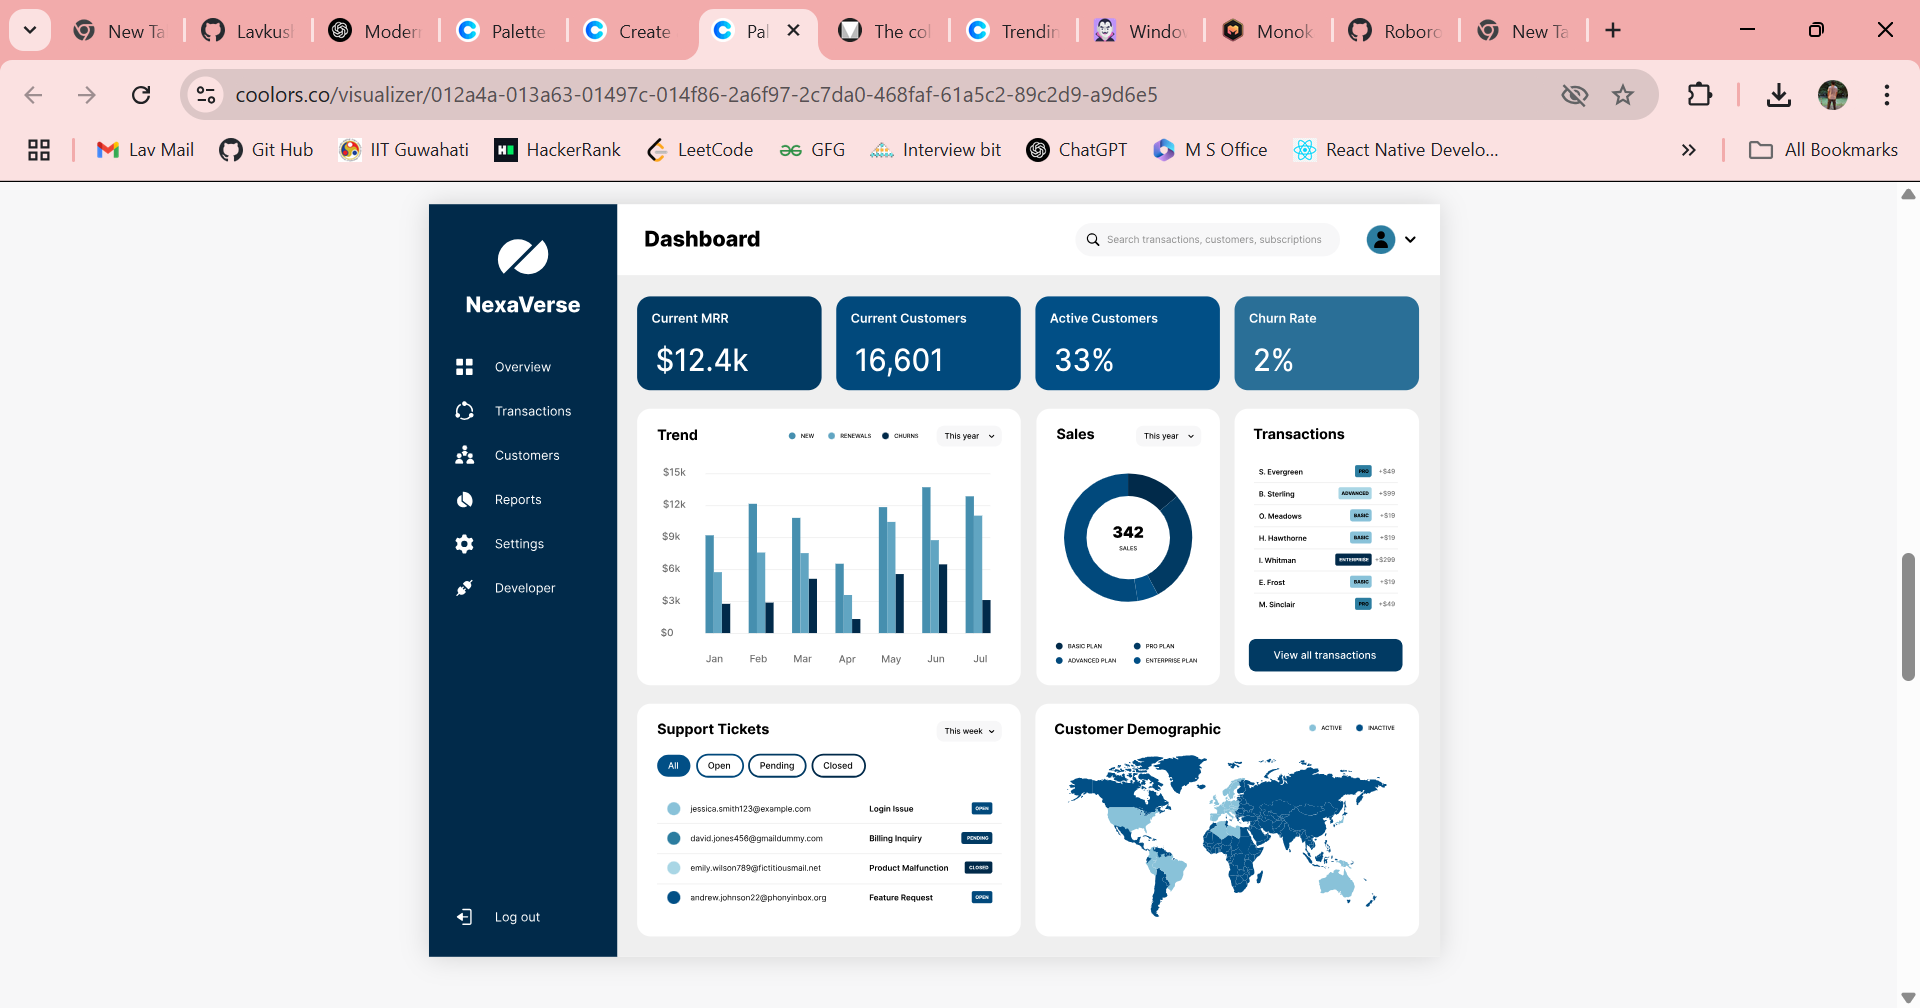 New Ta
Lavkush
Modern
Palette
Create
Pal
The col
Trendin
Window
Monok
Roboro
New Ta
coolors.co/visualizer/012a4a-013a63-01497c-014f86-2a6f97-2c7da0-468faf-61a5c2-89c2d9-a9d6e5
Lav Mail
Git Hub
IIT Guwahati
HackerRank
LeetCode
GFG
Interview bit
ChatGPT
M S Office
React Native Develo...
All Bookmarks
NexaVerse
Overview
Transactions
Customers
Reports
Settings
Developer
Log out
Dashboard
Search transactions, customers, subscriptions
Current MRR
$12.4k
Current Customers
16,601
Active Customers
33%
Churn Rate
2%
Trend
NEW
RENEWALS
CHURNS
This year
$15k
$12k
$9k
$6k
$3k
$0
Jan Feb Mar Apr May Jun Jul
Sales
This year
342
SALES
BASIC PLAN
PRO PLAN
ADVANCED PLAN
ENTERPRISE PLAN
Transactions
S. Evergreen PRO +$49
B. Sterling ADVANCED +$99
O. Meadows BASIC +$19
H. Hawthorne BASIC +$19
I. Whitman ENTERPRISE +$299
E. Frost BASIC +$19
M. Sinclair PRO +$49
View all transactions
Support Tickets
This week
All Open Pending Closed
jessica.smith123@example.com Login Issue OPEN
david.jones456@gmaildummy.com Billing Inquiry PENDING
emily.wilson789@fictitiousmail.net Product Malfunction CLOSED
andrew.johnson22@phonyinbox.org Feature Request OPEN
Customer Demographic
ACTIVE
INACTIVE